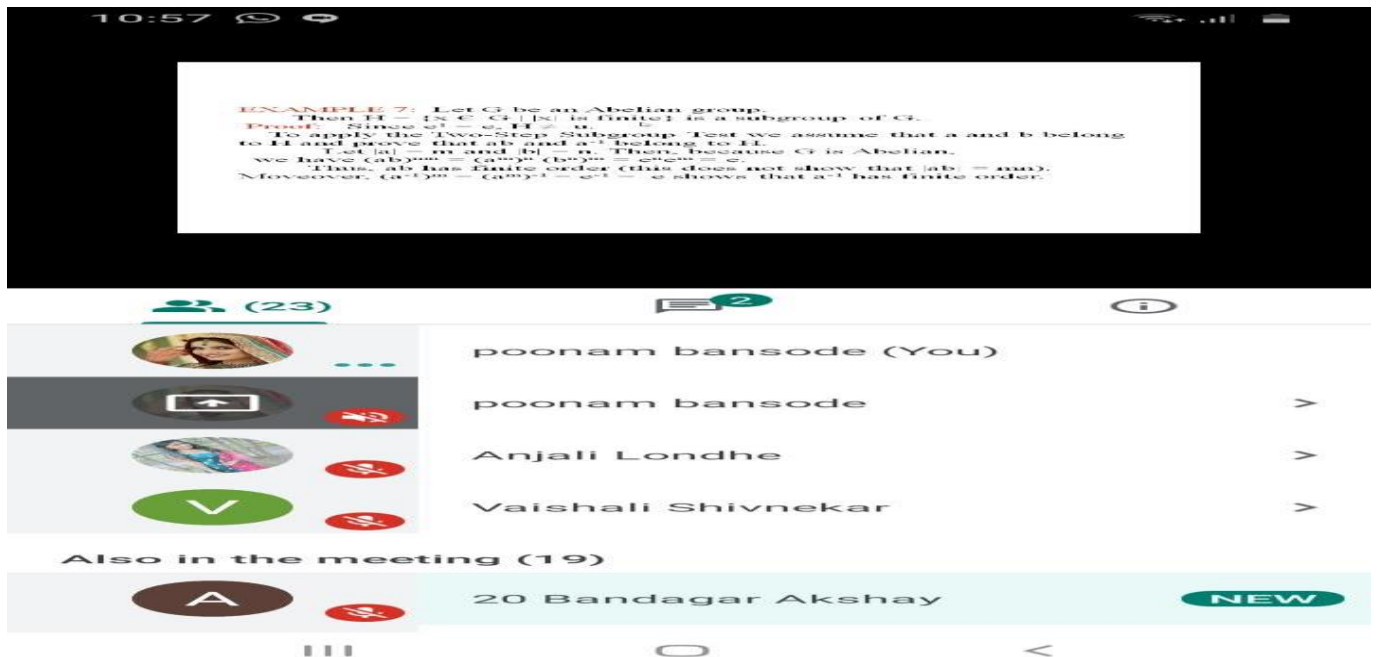 10:57
EXAMPLE 7: Let G be an Abelian group.
Then H = {x € G | |x| is finite} is a subgroup of G.
Proof: Since e¹ = e, H ≠ u.
To apply the Two-Step Subgroup Test we assume that a and b belong
to H and prove that ab and a⁻¹ belong to H.
Let |a| = m and |b| = n. Then, because G is Abelian,
we have (ab)ᵐⁿ = (aᵐ)ⁿ (bⁿ)ᵐ = eⁿeᵐ = e.
Thus, ab has finite order (this does not show that |ab| = mn).
Moveover, (a⁻¹)ᵐ = (aᵐ)⁻¹ = e⁻¹ = e shows that a⁻¹ has finite order.
(23)
2
poonam bansode (You)
poonam bansode
Anjali Londhe
V
Vaishali Shivnekar
Also in the meeting (19)
A
20 Bandagar Akshay
NEW